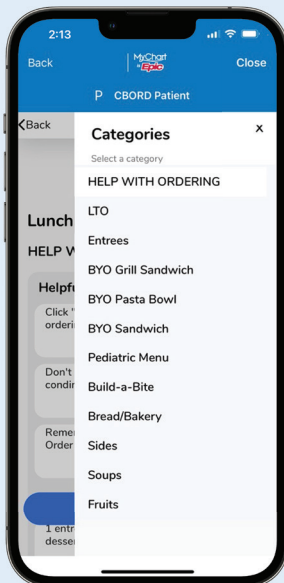 2:13
Back
MyChart
by Epic
Close
P CBORD Patient
Back
Categories
x
Select a category
HELP WITH ORDERING
LTO
Entrees
BYO Grill Sandwich
BYO Pasta Bowl
BYO Sandwich
Pediatric Menu
Build-a-Bite
Bread/Bakery
Sides
Soups
Fruits
Lunch
HELP W
Helpfu
Click "
orderi
Don't
condir
Reme
Order
1 entr
desse